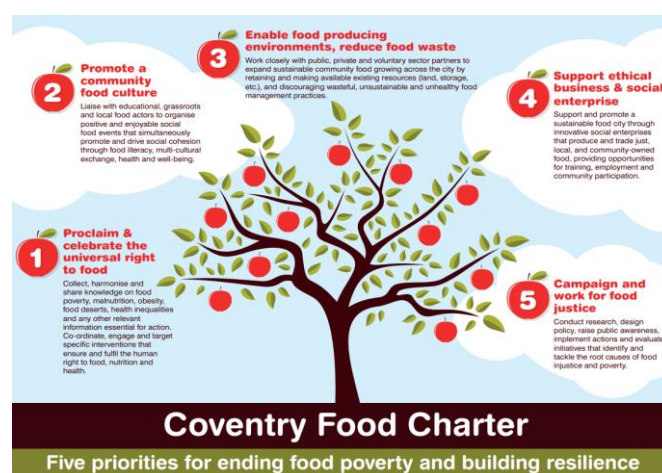 1
Proclaim &
celebrate the
universal right
to food
Collect, harmonise and
share knowledge on food
poverty, malnutrition, obesity,
food deserts, health inequalities
and any other relevant
information essential for action.
Co-ordinate, engage and target
specific interventions that
ensure and fulfil the human
right to food, nutrition and
health.
2
Promote a
community
food culture
Liaise with educational, grassroots
and local food actors to organise
positive and enjoyable social
food events that simultaneously
promote and drive social cohesion
through food literacy, multi-cultural
exchange, health and well-being.
3
Enable food producing
environments, reduce food waste
Work closely with public, private and voluntary sector partners to
expand sustainable community food growing across the city by
retaining and making available existing resources (land, storage,
etc.), and discouraging wasteful, unsustainable and unhealthy food
management practices.
4
Support ethical
business & social
enterprise
Support and promote a
sustainable food city through
innovative social enterprises
that produce and trade just,
local, and community-owned
food, providing opportunities
for training, employment and
community participation.
5
Campaign and
work for food
justice
Conduct research, design
policy, raise public awareness,
implement actions and evaluate
initiatives that identify and
tackle the root causes of food
injustice and poverty.
Coventry Food Charter
Five priorities for ending food poverty and building resilience